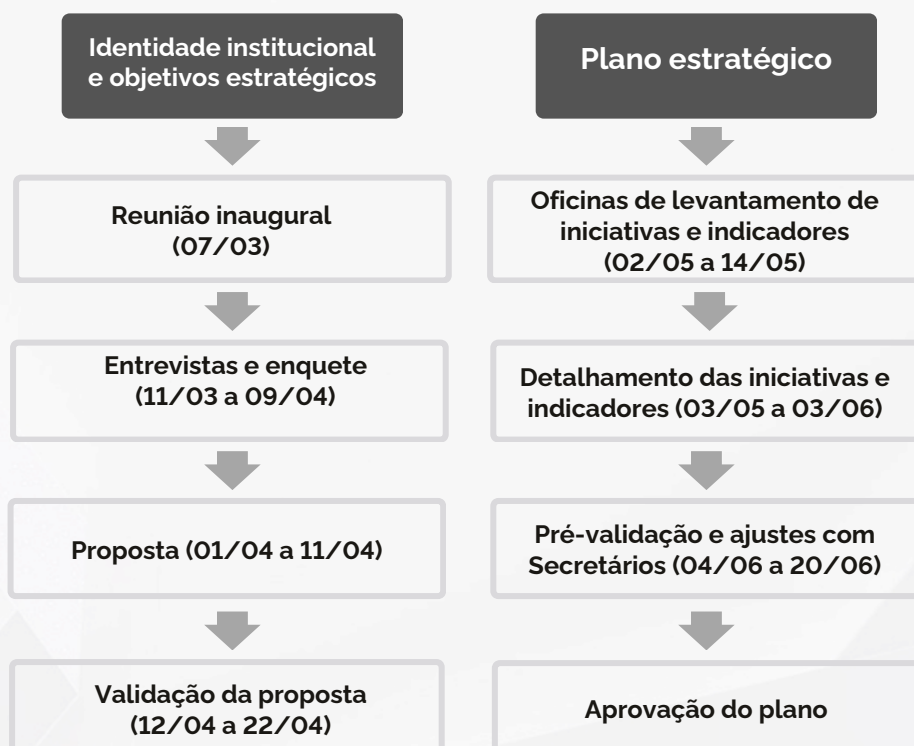 Identidade institucional
e objetivos estratégicos
Reunião inaugural
(07/03)
Entrevistas e enquete
(11/03 a 09/04)
Proposta (01/04 a 11/04)
Validação da proposta
(12/04 a 22/04)
Plano estratégico
Oficinas de levantamento de
iniciativas e indicadores
(02/05 a 14/05)
Detalhamento das iniciativas e
indicadores (03/05 a 03/06)
Pré-validação e ajustes com
Secretários (04/06 a 20/06)
Aprovação do plano